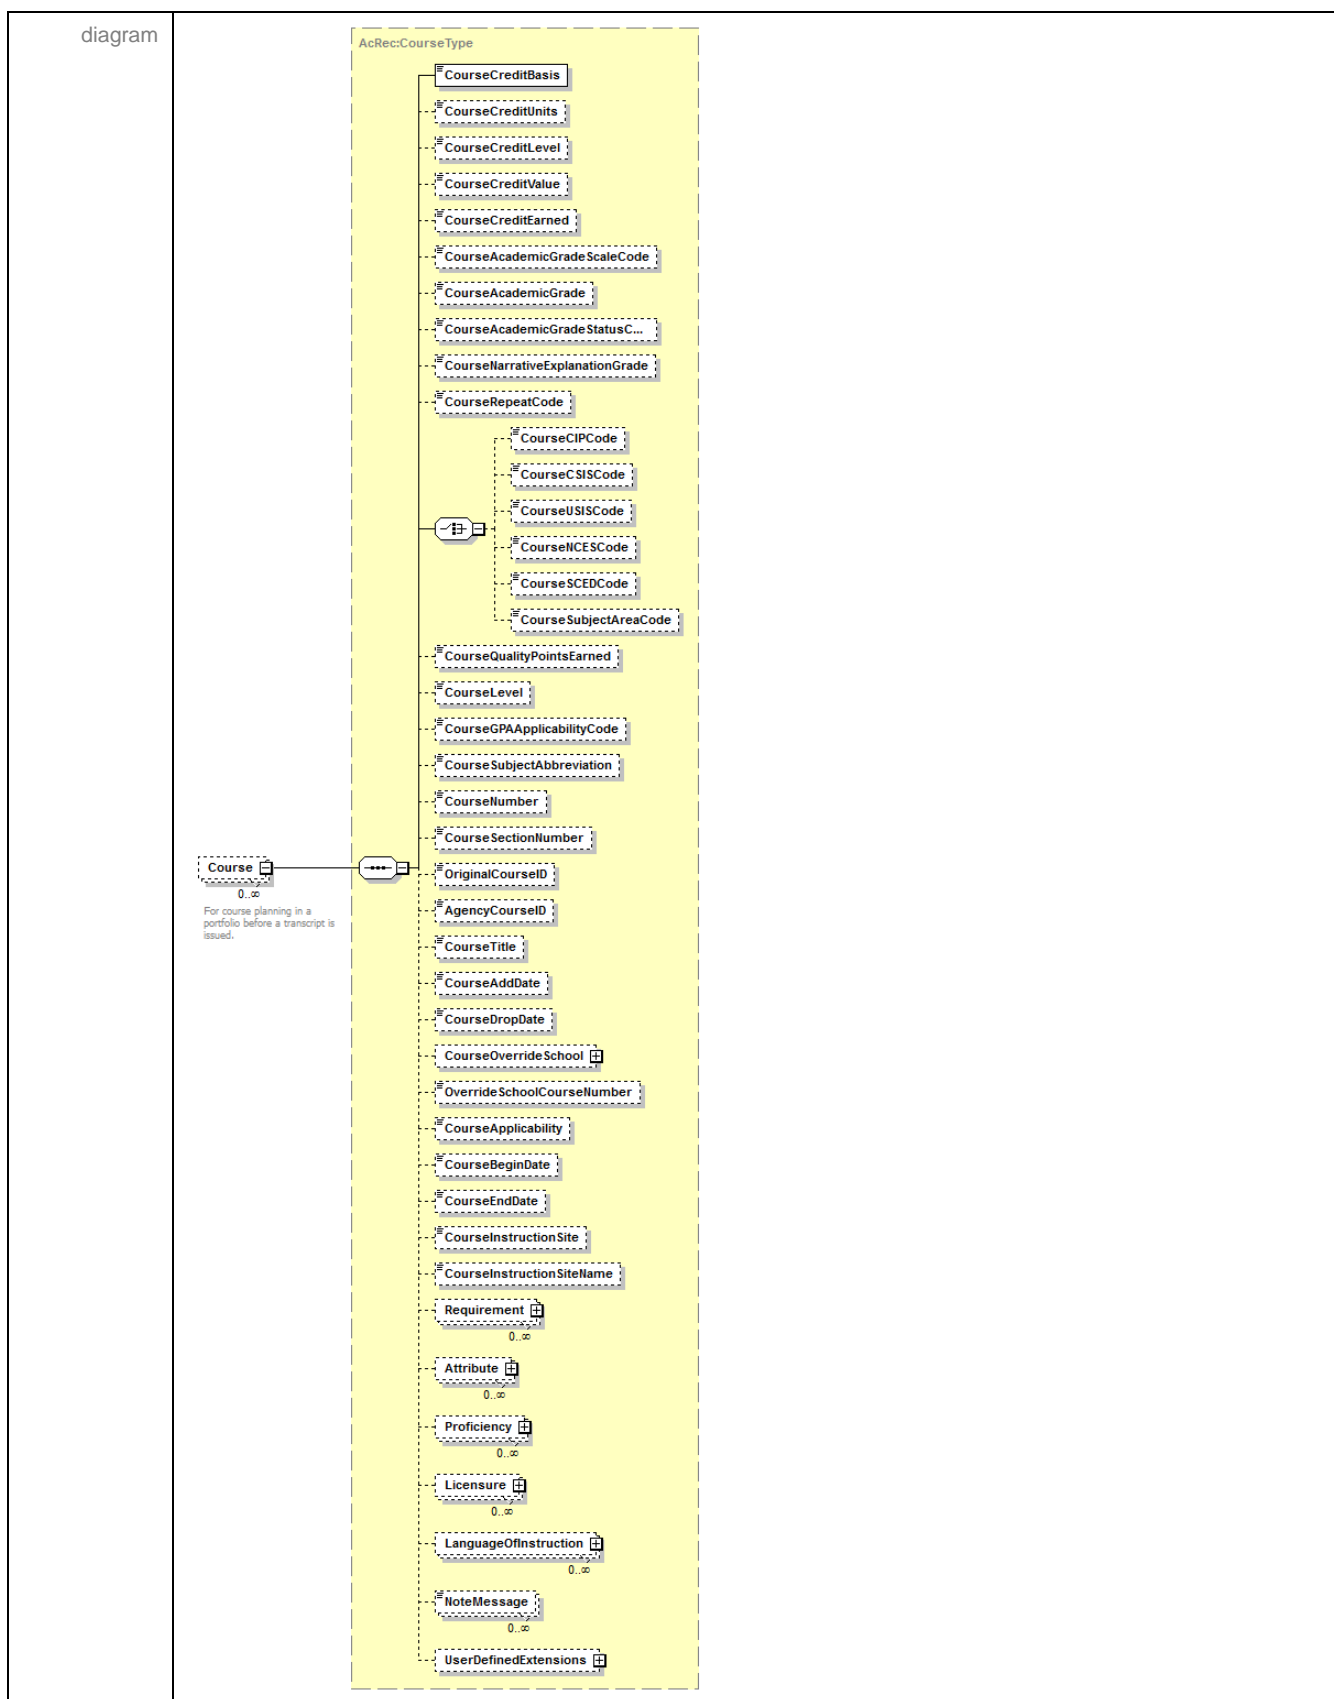 diagram
AcRec:CourseType
CourseCreditBasis
CourseCreditUnits
CourseCreditLevel
CourseCreditValue
CourseCreditEarned
CourseAcademicGradeScaleCode
CourseAcademicGrade
CourseAcademicGradeStatusC...
CourseNarrativeExplanationGrade
CourseRepeatCode
CourseCIPCode
CourseCSISCode
CourseUSISCode
CourseNCESCode
CourseSCEDCode
CourseSubjectAreaCode
CourseQualityPointsEarned
CourseLevel
CourseGPAApplicabilityCode
CourseSubjectAbbreviation
CourseNumber
CourseSectionNumber
Course
0..∞
For course planning in a
portfolio before a transcript is
issued.
OriginalCourseID
AgencyCourseID
CourseTitle
CourseAddDate
CourseDropDate
CourseOverrideSchool
OverrideSchoolCourseNumber
CourseApplicability
CourseBeginDate
CourseEndDate
CourseInstructionSite
CourseInstructionSiteName
Requirement
0..∞
Attribute
0..∞
Proficiency
0..∞
Licensure
0..∞
LanguageOfInstruction
0..∞
NoteMessage
0..∞
UserDefinedExtensions